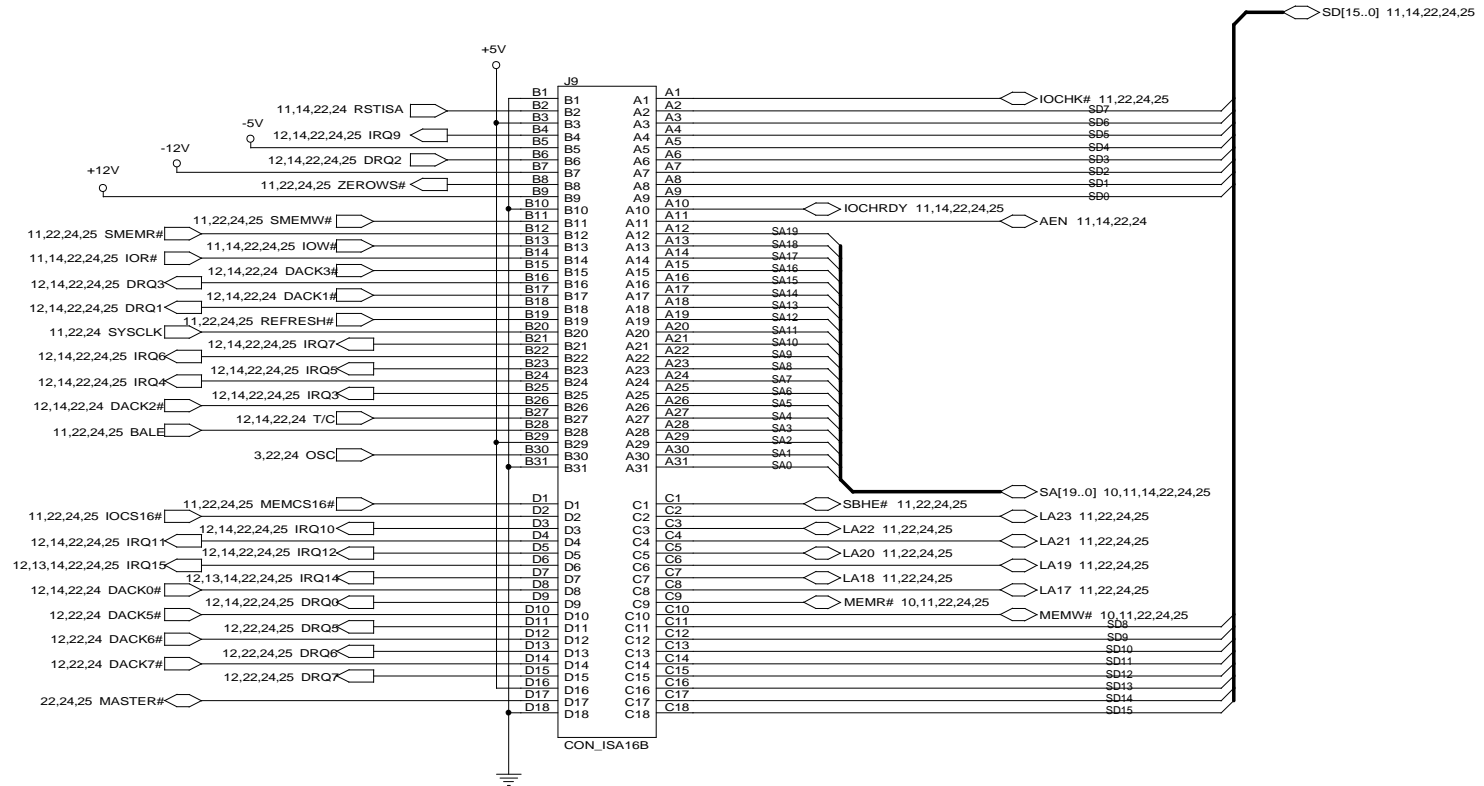 SD[15..0] 11,14,22,24,25
+5V
J9
B1 B1 A1 A1 IOCHK# 11,22,24,25
11,14,22,24 RSTISA B2 B2 A2 A2 SD7
B3 B3 A3 A3 SD6
12,14,22,24,25 IRQ9 B4 B4 A4 A4 SD5
-5V B5 B5 A5 A5 SD4
12,14,22,24,25 DRQ2 B6 B6 A6 A6 SD3
-12V B7 B7 A7 A7 SD2
11,22,24,25 ZEROWS# B8 B8 A8 A8 SD1
+12V B9 B9 A9 A9 SD0
B10 B10 A10 A10 IOCHRDY 11,14,22,24,25
11,22,24,25 SMEMW# B11 B11 A11 A11 AEN 11,14,22,24
11,22,24,25 SMEMR# B12 B12 A12 A12 SA19
11,14,22,24,25 IOW# B13 B13 A13 A13 SA18
11,14,22,24,25 IOR# B14 B14 A14 A14 SA17
12,14,22,24 DACK3# B15 B15 A15 A15 SA16
12,14,22,24,25 DRQ3 B16 B16 A16 A16 SA15
12,14,22,24 DACK1# B17 B17 A17 A17 SA14
12,14,22,24,25 DRQ1 B18 B18 A18 A18 SA13
11,22,24,25 REFRESH# B19 B19 A19 A19 SA12
11,22,24 SYSCLK B20 B20 A20 A20 SA11
12,14,22,24,25 IRQ7 B21 B21 A21 A21 SA10
12,14,22,24,25 IRQ6 B22 B22 A22 A22 SA9
12,14,22,24,25 IRQ5 B23 B23 A23 A23 SA8
12,14,22,24,25 IRQ4 B24 B24 A24 A24 SA7
12,14,22,24,25 IRQ3 B25 B25 A25 A25 SA6
12,14,22,24 DACK2# B26 B26 A26 A26 SA5
12,14,22,24 T/C B27 B27 A27 A27 SA4
11,22,24,25 BALE B28 B28 A28 A28 SA3
B29 B29 A29 A29 SA2
3,22,24 OSC B30 B30 A30 A30 SA1
B31 B31 A31 A31 SA0
SA[19..0] 10,11,14,22,24,25
11,22,24,25 MEMCS16# D1 D1 C1 C1 SBHE# 11,22,24,25
11,22,24,25 IOCS16# D2 D2 C2 C2 LA23 11,22,24,25
12,14,22,24,25 IRQ10 D3 D3 C3 C3 LA22 11,22,24,25
12,14,22,24,25 IRQ11 D4 D4 C4 C4 LA21 11,22,24,25
12,14,22,24,25 IRQ12 D5 D5 C5 C5 LA20 11,22,24,25
12,13,14,22,24,25 IRQ15 D6 D6 C6 C6 LA19 11,22,24,25
12,13,14,22,24,25 IRQ14 D7 D7 C7 C7 LA18 11,22,24,25
12,14,22,24 DACK0# D8 D8 C8 C8 LA17 11,22,24,25
12,14,22,24,25 DRQ0 D9 D9 C9 C9 MEMR# 10,11,22,24,25
12,22,24 DACK5# D10 D10 C10 C10 MEMW# 10,11,22,24,25
12,22,24,25 DRQ5 D11 D11 C11 C11 SD8
12,22,24 DACK6# D12 D12 C12 C12 SD9
12,22,24,25 DRQ6 D13 D13 C13 C13 SD10
12,22,24 DACK7# D14 D14 C14 C14 SD11
12,22,24,25 DRQ7 D15 D15 C15 C15 SD12
D16 D16 C16 C16 SD13
22,24,25 MASTER# D17 D17 C17 C17 SD14
D18 D18 C18 C18 SD15
CON_ISA16B